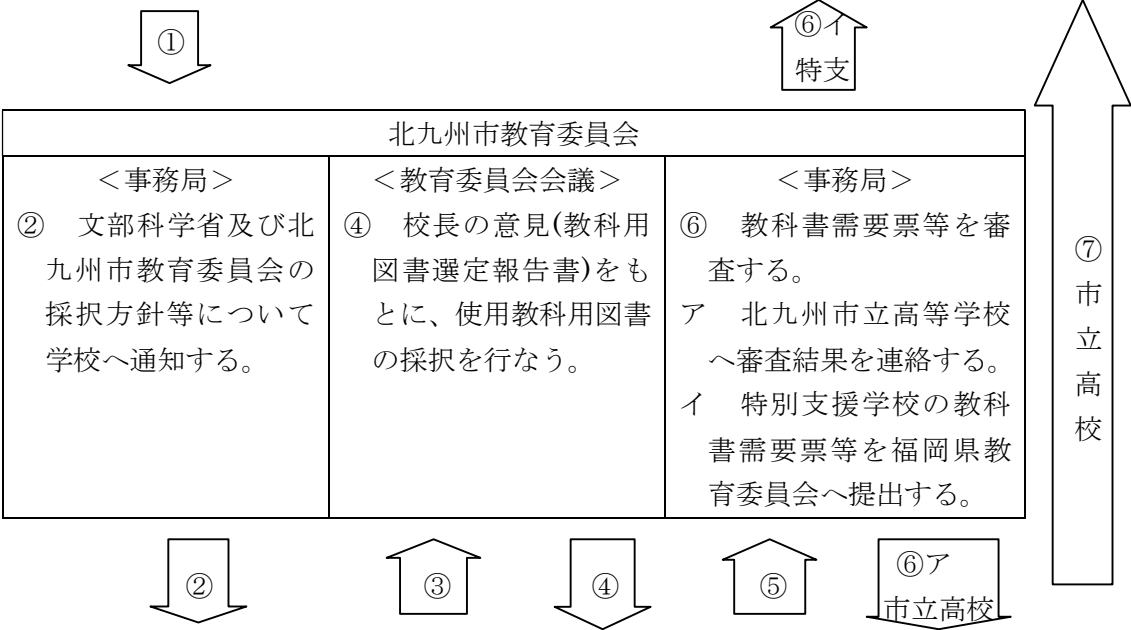 ①
⑥イ
特支
北九州市教育委員会
＜事務局＞
②　文部科学省及び北
九州市教育委員会の
採択方針等について
学校へ通知する。
＜教育委員会会議＞
④　校長の意見(教科用
図書選定報告書)をも
とに、使用教科用図書
の採択を行なう。
＜事務局＞
⑥　教科書需要票等を審
査する。
ア　北九州市立高等学校
へ審査結果を連絡する。
イ　特別支援学校の教科
書需要票等を福岡県教
育委員会へ提出する。
⑦
市
立
高
校
②
③
④
⑤
⑥ア
市立高校